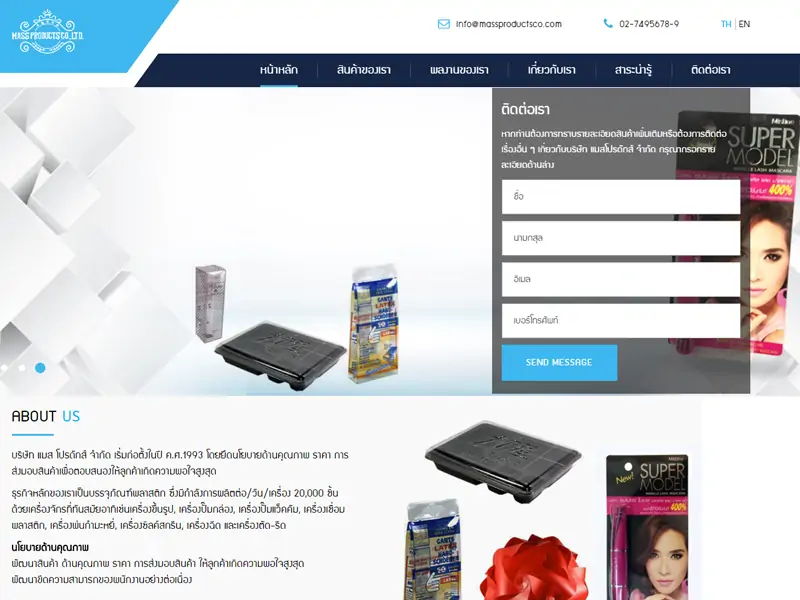 MASS PRODUCTS CO., LTD.
info@massproductsco.com
02-7495678-9
TH | EN
หน้าหลัก
สินค้าของเรา
ผลงานของเรา
เกี่ยวกับเรา
สาระน่ารู้
ติดต่อเรา
ติดต่อเรา
หากท่านต้องการทราบรายละเอียดสินค้าเพิ่มเติมหรือต้องการติดต่อ
เรื่องอื่น ๆ เกี่ยวกับบริษัท แมสโปรดักส์ จำกัด กรุณากรอกราย
ละเอียดด้านล่าง
ชื่อ
นามสกุล
อีเมล
เบอร์โทรศัพท์
SEND MESSAGE
Mistine
SUPER
MODEL
MIRACLE LASH MASCARA
400%
GANTS
LATEX
ABOUT US
บริษัท แมส โปรดักส์ จำกัด เริ่มก่อตั้งในปี ค.ศ.1993 โดยยึดนโยบายด้านคุณภาพ ราคา การ
ส่งมอบสินค้าเพื่อตอบสนองให้ลูกค้าเกิดความพอใจสูงสุด
ธุรกิจหลักของเราเป็นบรรจุภัณฑ์พลาสติก ซึ่งมีกำลังการผลิตต่อ/วัน/เครื่อง 20,000 ชิ้น
ด้วยเครื่องจักรที่ทันสมัยอาทิเช่นเครื่องขึ้นรูป, เครื่องปั๊มกล่อง, เครื่องปั๊มแว็คคัม, เครื่องเชื่อม
พลาสติก, เครื่องพ่นกำมะหยี่, เครื่องซิลค์สกรีน, เครื่องฉีด และเครื่องตัด-รีด
นโยบายด้านคุณภาพ
พัฒนาสินค้า ด้านคุณภาพ ราคา การส่งมอบสินค้า ให้ลูกค้าเกิดความพอใจสูงสุด
พัฒนาขีดความสามารถของพนักงานอย่างต่อเนื่อง
GANTS
LATEX
New!
SUPER
MODEL
MIRACLE LASH MASCARA